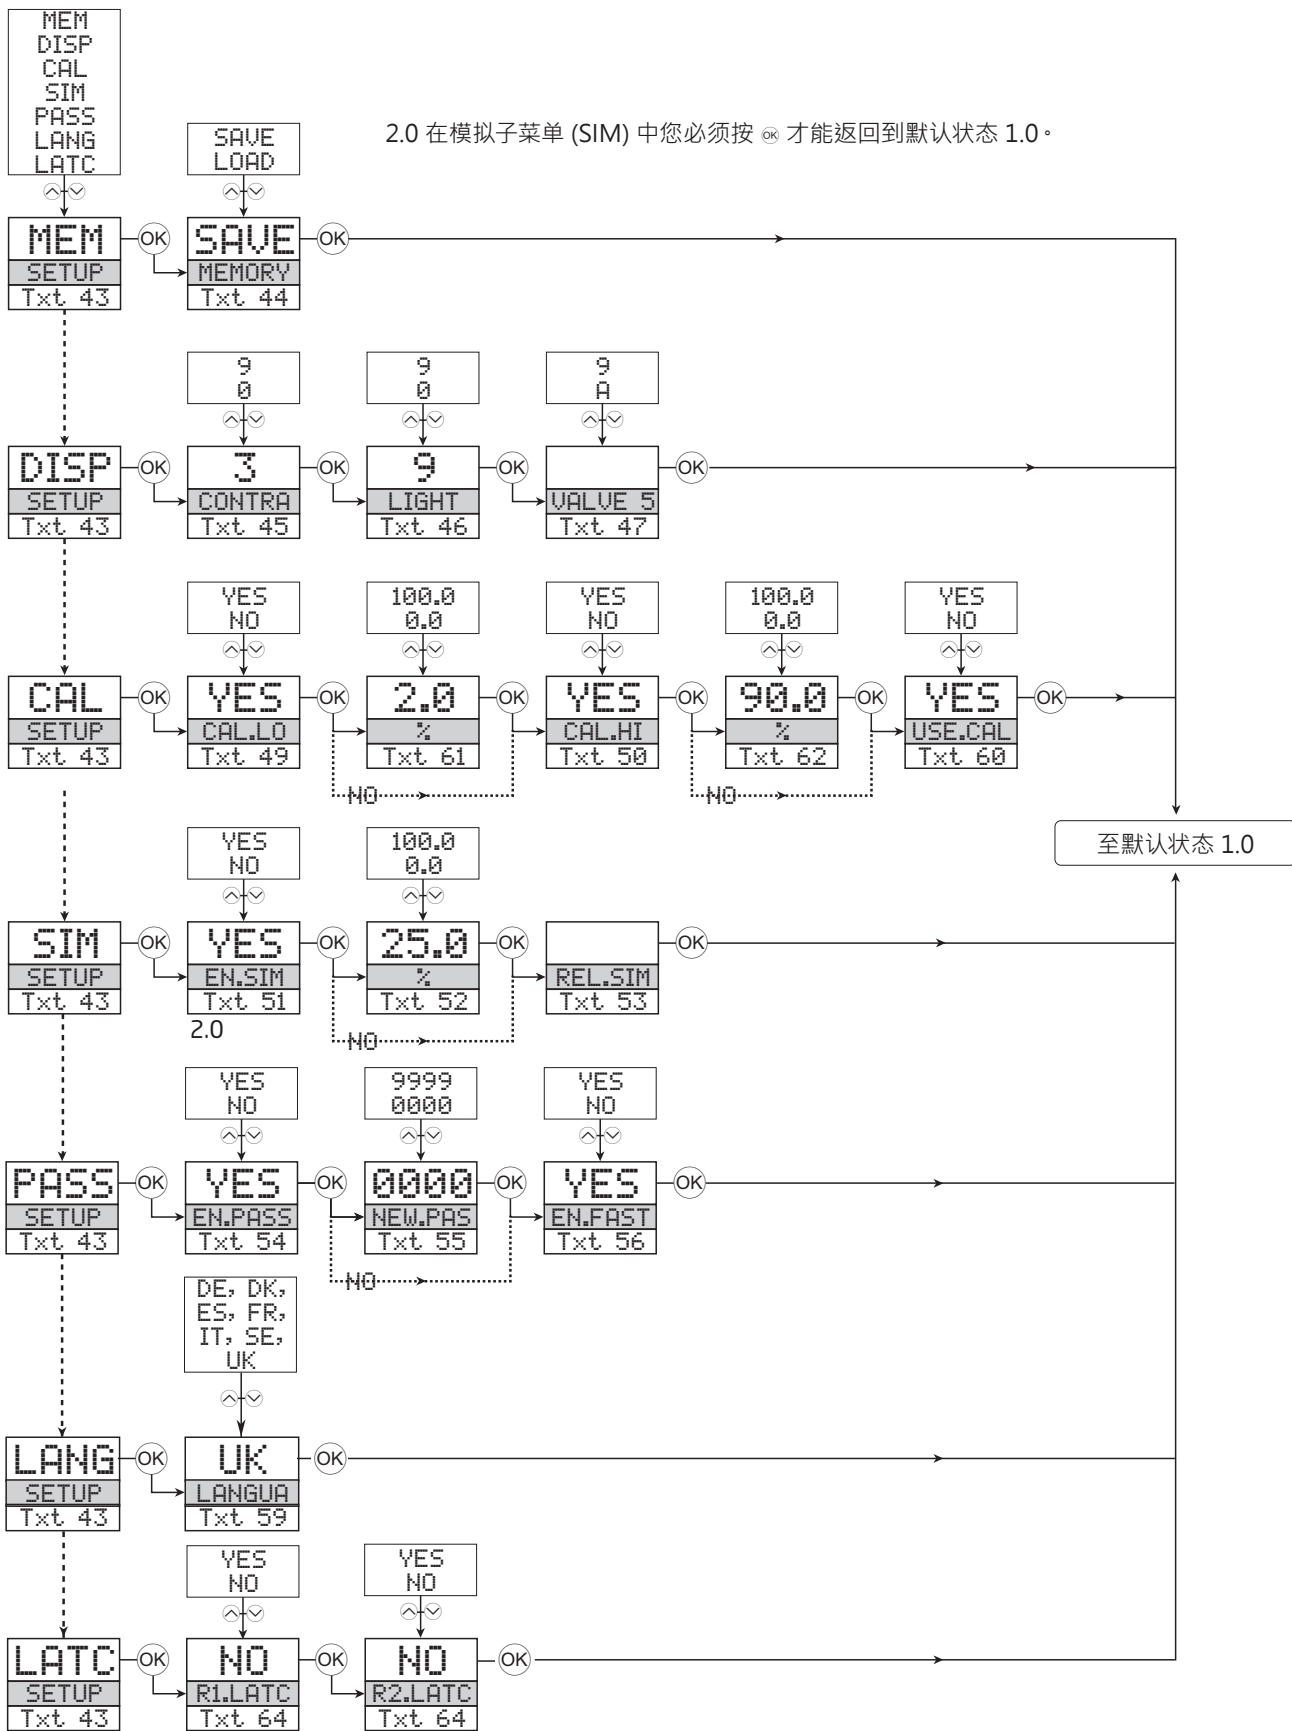 MEM
DISP
CAL
SIM
PASS
LANG
LATC
SAVE
LOAD
2.0 在模拟子菜单 (SIM) 中您必须按 OK 才能返回到默认状态 1.0。
MEM OK SAVE OK
SETUP MEMORY
Txt 43 Txt 44
9 9 9
0 0 A
DISP OK 3 OK 9 OK OK
SETUP CONTRA LIGHT VALVE 5
Txt 43 Txt 45 Txt 46 Txt 47
YES 100.0 YES 100.0 YES
NO 0.0 NO 0.0 NO
CAL OK YES OK 2.0 OK YES OK 90.0 OK YES OK
SETUP CAL.LO % CAL.HI % USE.CAL
Txt 43 Txt 49 Txt 61 Txt 50 Txt 62 Txt 60
NO NO
至默认状态 1.0
YES 100.0
NO 0.0
SIM OK YES OK 25.0 OK OK
SETUP EN.SIM % REL.SIM
Txt 43 Txt 51 Txt 52 Txt 53
2.0
NO
YES 9999 YES
NO 0000 NO
PASS OK YES OK 0000 OK YES OK
SETUP EN.PASS NEW.PAS EN.FAST
Txt 43 Txt 54 Txt 55 Txt 56
NO
DE, DK,
ES, FR,
IT, SE,
UK
LANG OK UK OK
SETUP LANGUA
Txt 43 Txt 59
YES YES
NO NO
LATC OK NO OK NO OK
SETUP R1.LATC R2.LATC
Txt 43 Txt 64 Txt 64